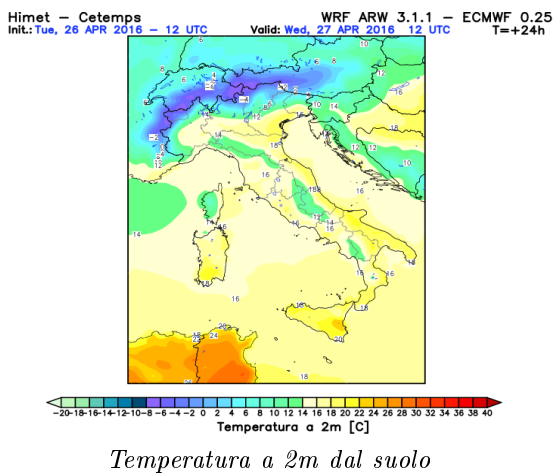 Himet – Cetemps WRF ARW 3.1.1 – ECMWF 0.25
Init.: Tue, 26 APR 2016 – 12 UTC Valid: Wed, 27 APR 2016 12 UTC T=+24h
-20 -18 -16 -14 -12 -10 -8 -6 -4 -2 0 2 4 6 8 10 12 14 16 18 20 22 24 26 28 30 32 34 36 38 40
Temperatura a 2m [C]
Temperatura a 2m dal suolo